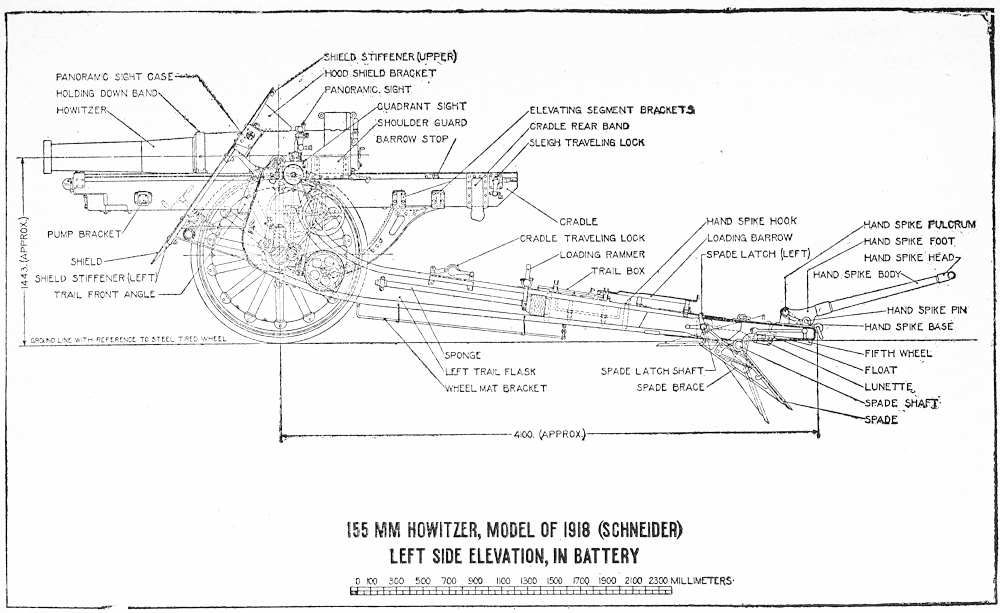 SHIELD STIFFENER (UPPER)
HOOD SHIELD BRACKET
PANORAMIC SIGHT
QUADRANT SIGHT
SHOULDER GUARD
BARROW STOP
PANORAMIC SIGHT CASE
HOLDING DOWN BAND
HOWITZER
ELEVATING SEGMENT BRACKETS
CRADLE REAR BAND
SLEIGH TRAVELING LOCK
1443. (APPROX.)
PUMP BRACKET
SHIELD
SHIELD STIFFENER (LEFT)
TRAIL FRONT ANGLE
CRADLE
CRADLE TRAVELING LOCK
LOADING RAMMER
TRAIL BOX
HAND SPIKE HOOK
LOADING BARROW
SPADE LATCH (LEFT)
HAND SPIKE FULCRUM
HAND SPIKE FOOT
HAND SPIKE HEAD
HAND SPIKE BODY
HAND SPIKE PIN
HAND SPIKE BASE
GROUND LINE WITH REFERENCE TO STEEL TIRED WHEEL
SPONGE
LEFT TRAIL FLASK
WHEEL MAT BRACKET
SPADE LATCH SHAFT
SPADE BRACE
FIFTH WHEEL
FLOAT
LUNETTE
SPADE SHAFT
SPADE
4100. (APPROX.)
155 MM HOWITZER, MODEL OF 1918 (SCHNEIDER)
LEFT SIDE ELEVATION, IN BATTERY
0 100 300 500 700 900 1100 1300 1500 1700 1900 2100 2300 MILLIMETERS.